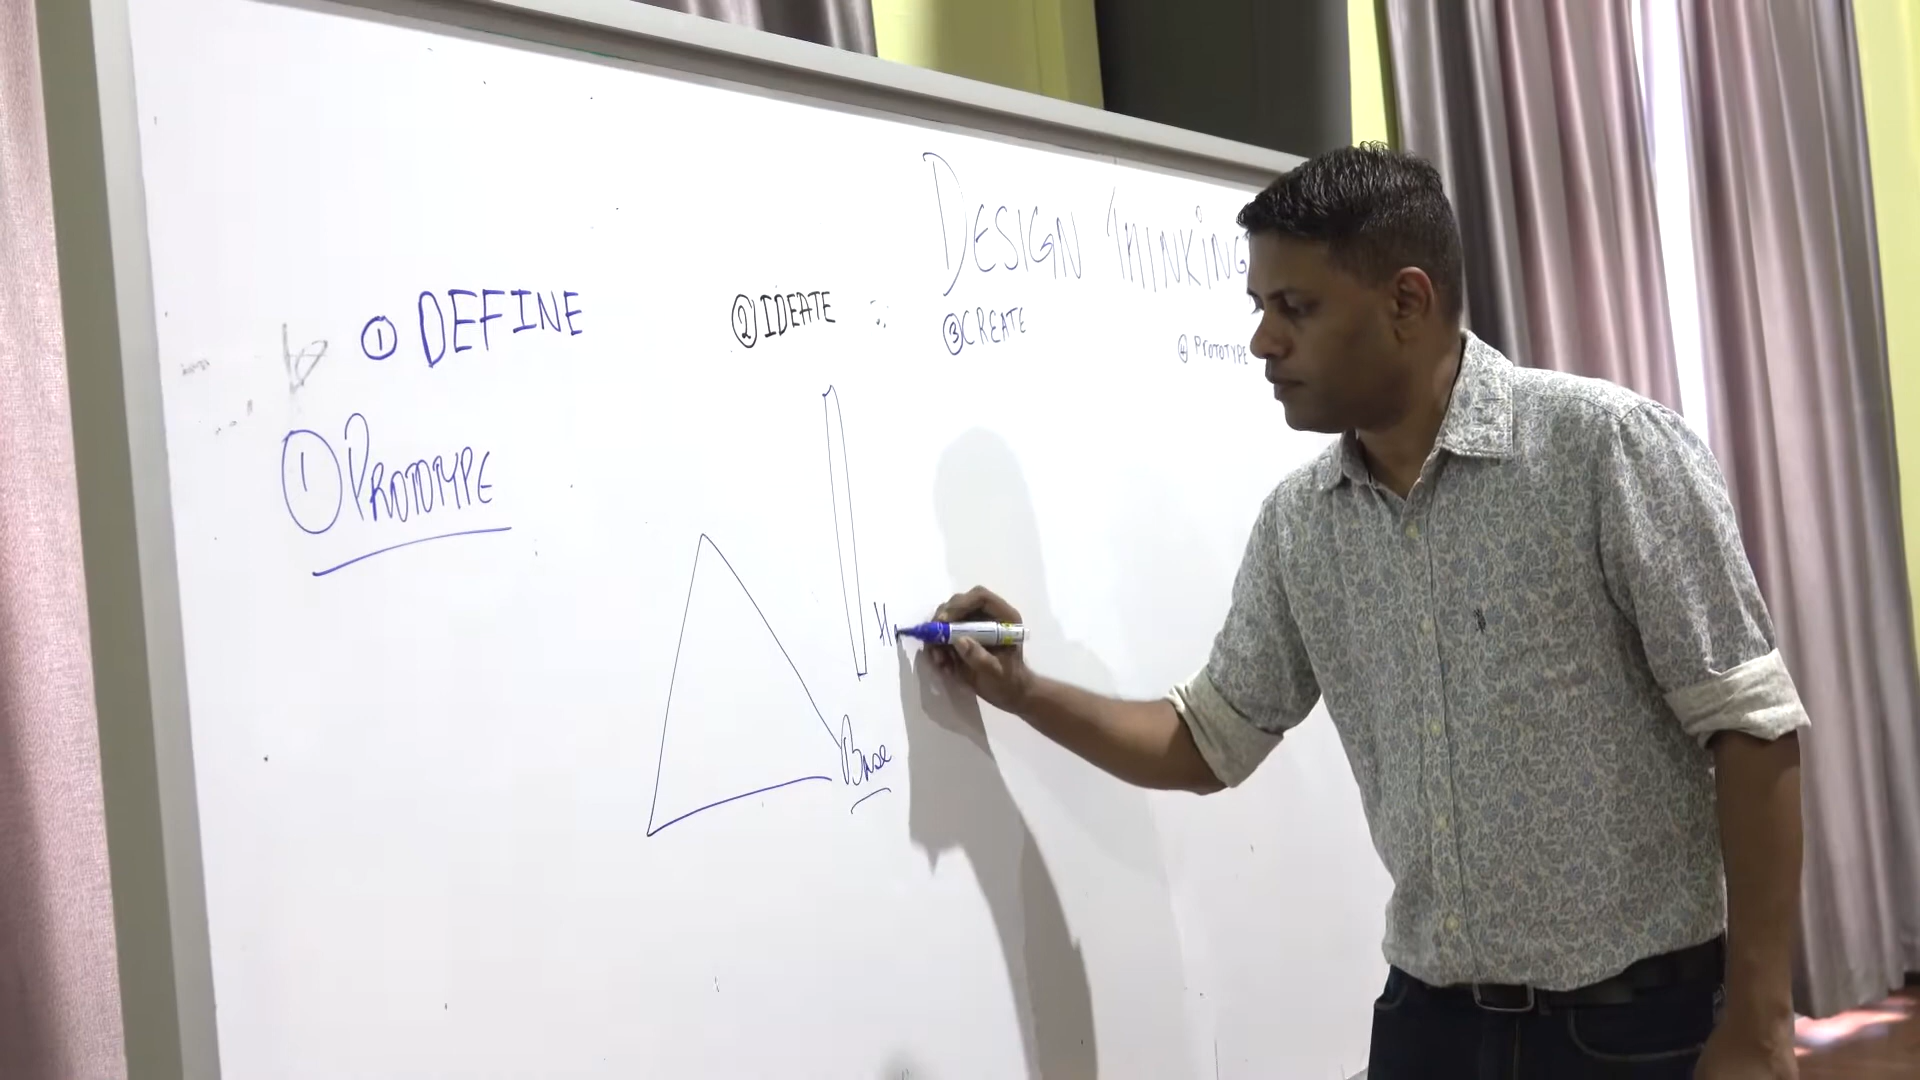 DESIGN THINKING
① DEFINE
② IDEATE
③ CREATE
④ PROTOTYPE
① PROTOTYPE
Base